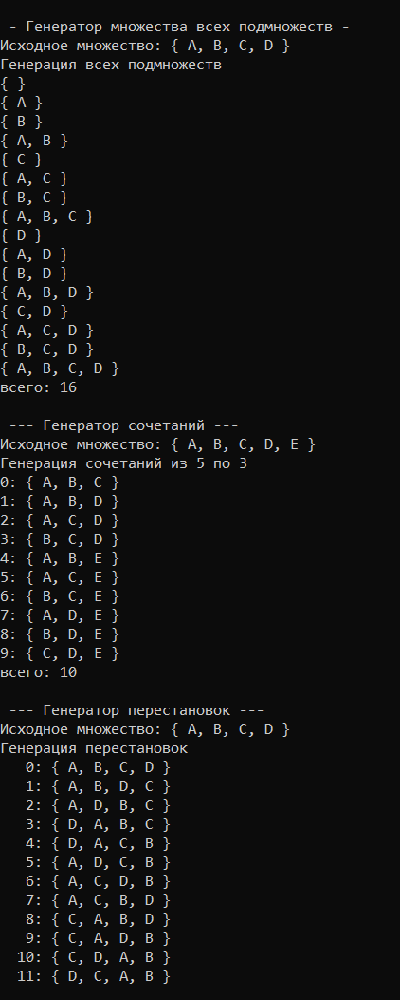 - Генератор множества всех подмножеств -
Исходное множество: { A, B, C, D }
Генерация всех подмножеств
{ }
{ A }
{ B }
{ A, B }
{ C }
{ A, C }
{ B, C }
{ A, B, C }
{ D }
{ A, D }
{ B, D }
{ A, B, D }
{ C, D }
{ A, C, D }
{ B, C, D }
{ A, B, C, D }
всего: 16
--- Генератор сочетаний ---
Исходное множество: { A, B, C, D, E }
Генерация сочетаний из 5 по 3
0: { A, B, C }
1: { A, B, D }
2: { A, C, D }
3: { B, C, D }
4: { A, B, E }
5: { A, C, E }
6: { B, C, E }
7: { A, D, E }
8: { B, D, E }
9: { C, D, E }
всего: 10
--- Генератор перестановок ---
Исходное множество: { A, B, C, D }
Генерация перестановок
0: { A, B, C, D }
1: { A, B, D, C }
2: { A, D, B, C }
3: { D, A, B, C }
4: { D, A, C, B }
5: { A, D, C, B }
6: { A, C, D, B }
7: { A, C, B, D }
8: { C, A, B, D }
9: { C, A, D, B }
10: { C, D, A, B }
11: { D, C, A, B }